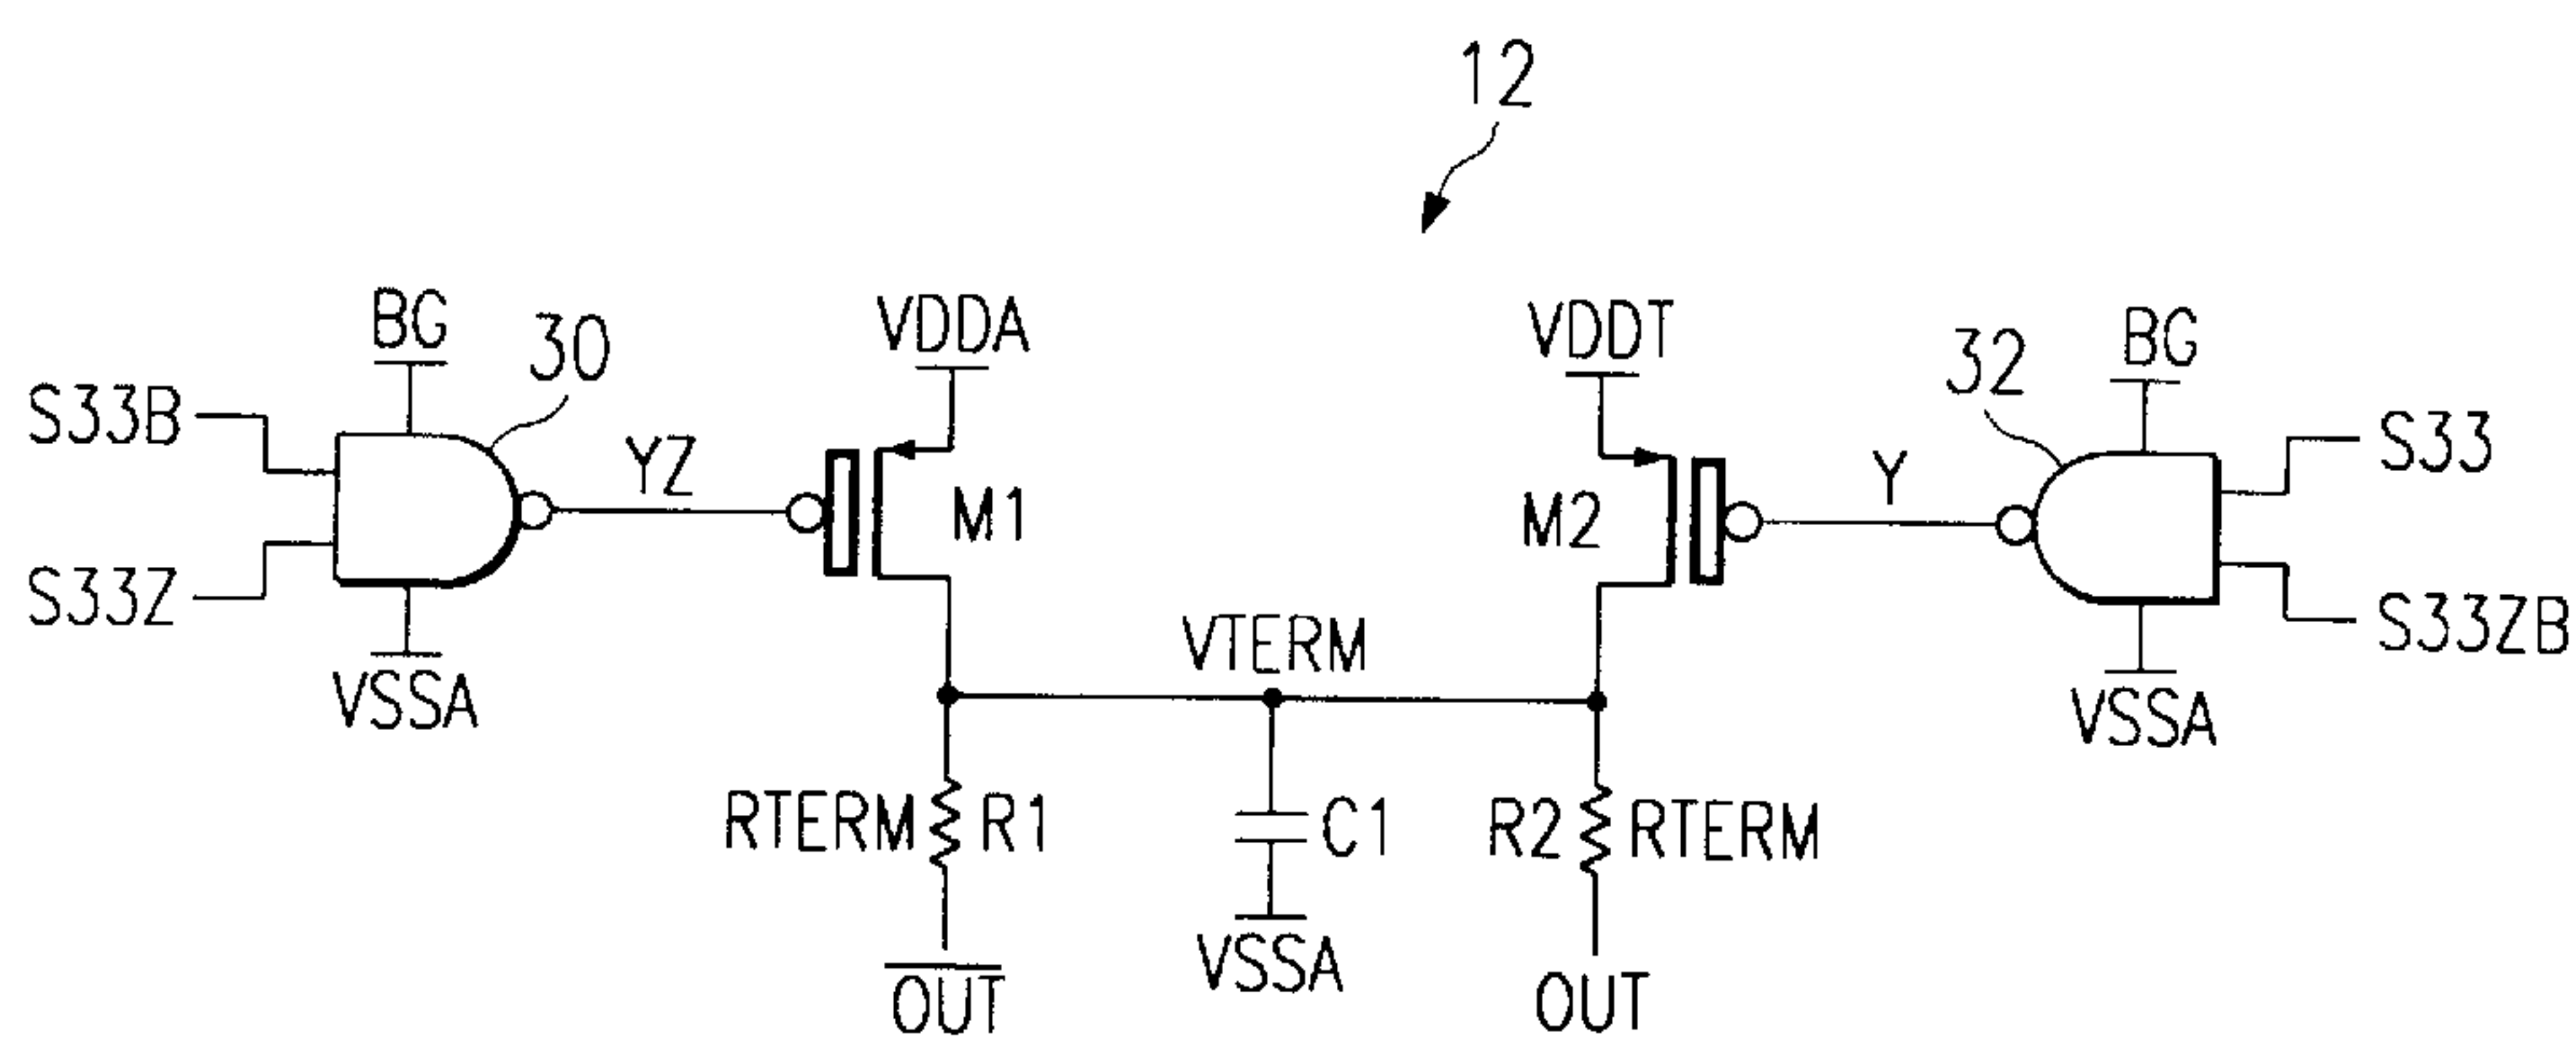 12
BG
30
VDDA
VDDT
32
BG
S33B
YZ
M1
M2
Y
S33
S33Z
S33ZB
VSSA
VTERM
VSSA
RTERM
R1
C1
R2
RTERM
VSSA
OUT
OUT